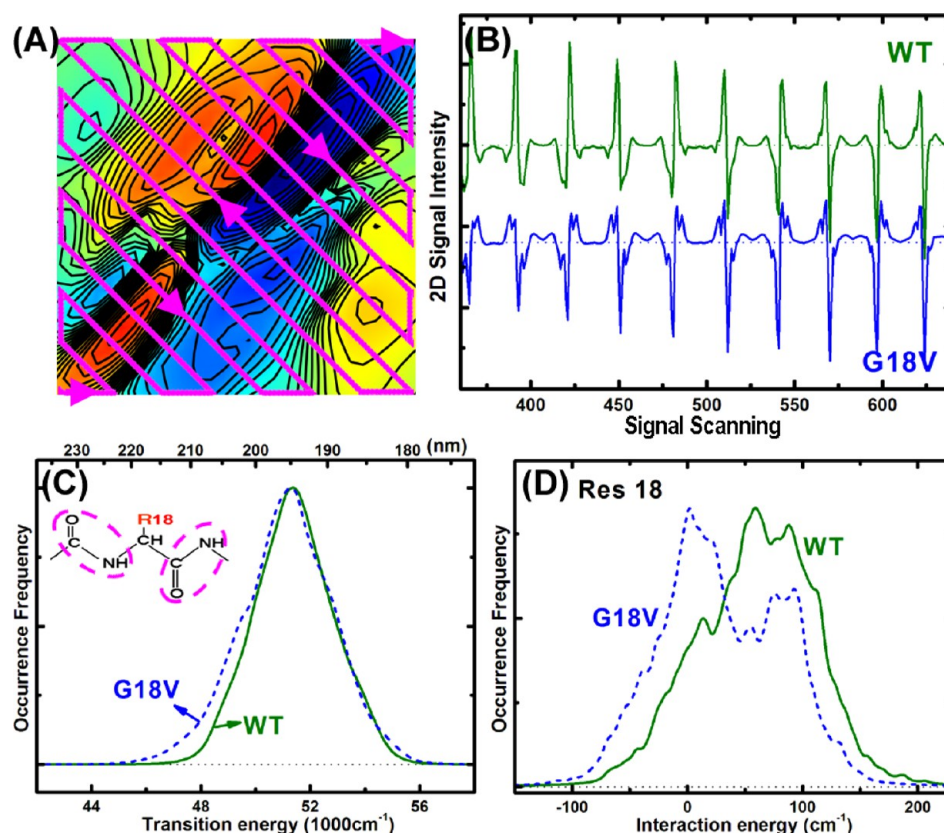 (A)
(B)
WT
G18V
2D Signal Intensity
400 450 500 550 600
Signal Scanning
230 220 210 200 190 180 (nm)
(C)
R18
O
CH
NH
NH
C
O
G18V
WT
Occurrence Frequency
44 48 52 56
Transition energy (1000cm⁻¹)
(D) Res 18
WT
G18V
Occurrence Frequency
-100 0 100 200
Interaction energy (cm⁻¹)